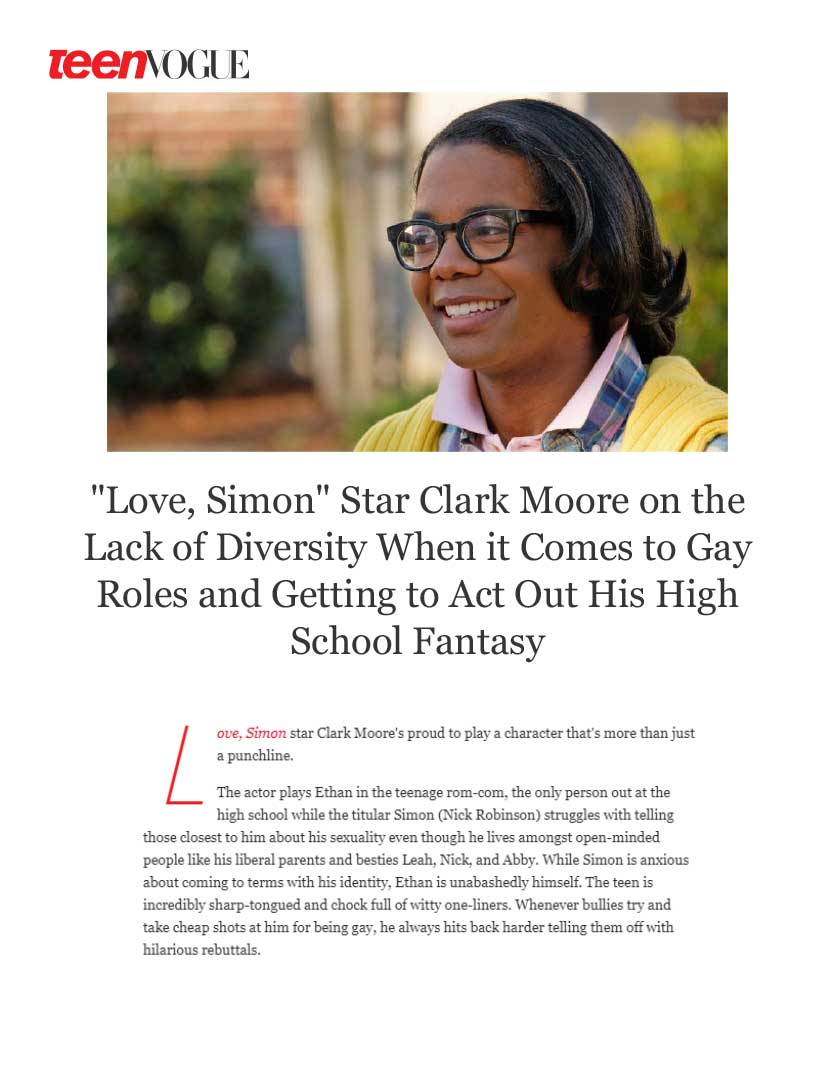 teenVOGUE
"Love, Simon" Star Clark Moore on the
Lack of Diversity When it Comes to Gay
Roles and Getting to Act Out His High
School Fantasy
Love, Simon star Clark Moore's proud to play a character that's more than just
a punchline.
The actor plays Ethan in the teenage rom-com, the only person out at the
high school while the titular Simon (Nick Robinson) struggles with telling
those closest to him about his sexuality even though he lives amongst open-minded
people like his liberal parents and besties Leah, Nick, and Abby. While Simon is anxious
about coming to terms with his identity, Ethan is unabashedly himself. The teen is
incredibly sharp-tongued and chock full of witty one-liners. Whenever bullies try and
take cheap shots at him for being gay, he always hits back harder telling them off with
hilarious rebuttals.